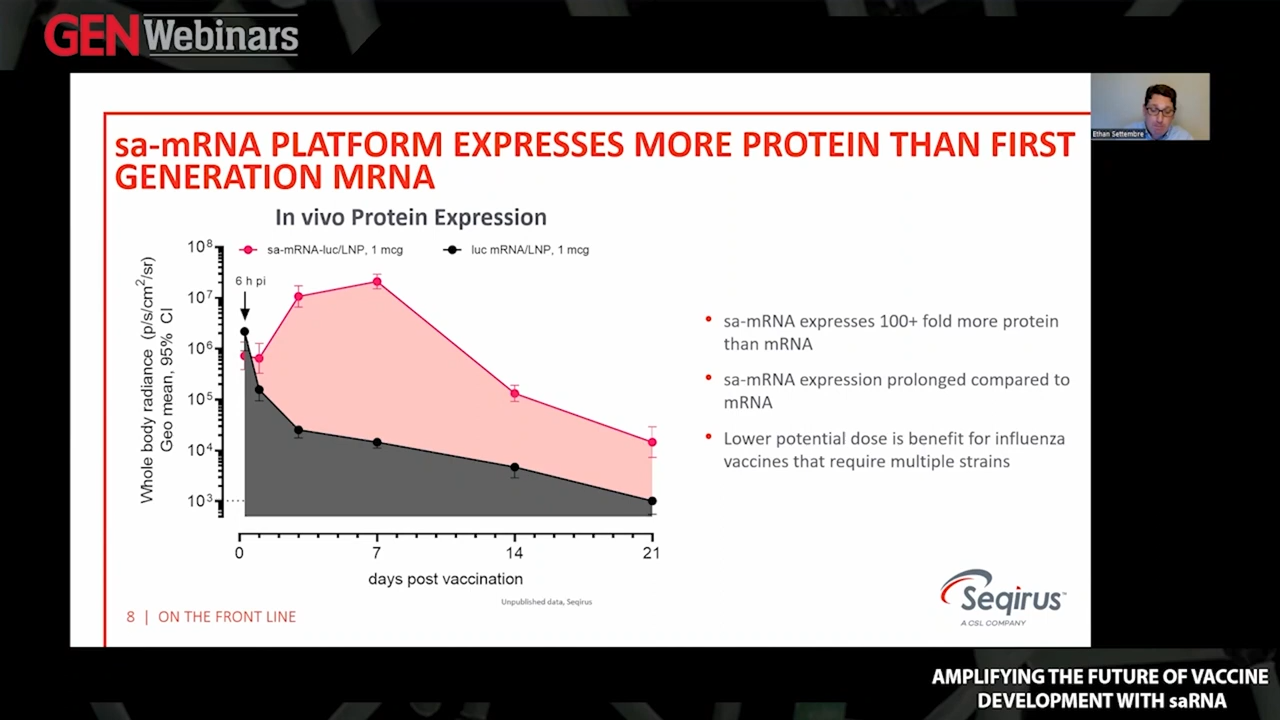 GEN Webinars
Ethan Settembre
sa-mRNA PLATFORM EXPRESSES MORE PROTEIN THAN FIRST
GENERATION MRNA
In vivo Protein Expression
sa-mRNA-luc/LNP, 1 mcg
luc mRNA/LNP, 1 mcg
Whole body radiance (p/s/cm²/sr)
Geo mean, 95% CI
10⁸
10⁷
10⁶
10⁵
10⁴
10³
6 h pi
0 7 14 21
days post vaccination
Unpublished data, Seqirus
• sa-mRNA expresses 100+ fold more protein
than mRNA
• sa-mRNA expression prolonged compared to
mRNA
• Lower potential dose is benefit for influenza
vaccines that require multiple strains
8 | ON THE FRONT LINE
Seqirus™
A CSL COMPANY
AMPLIFYING THE FUTURE OF VACCINE
DEVELOPMENT WITH saRNA